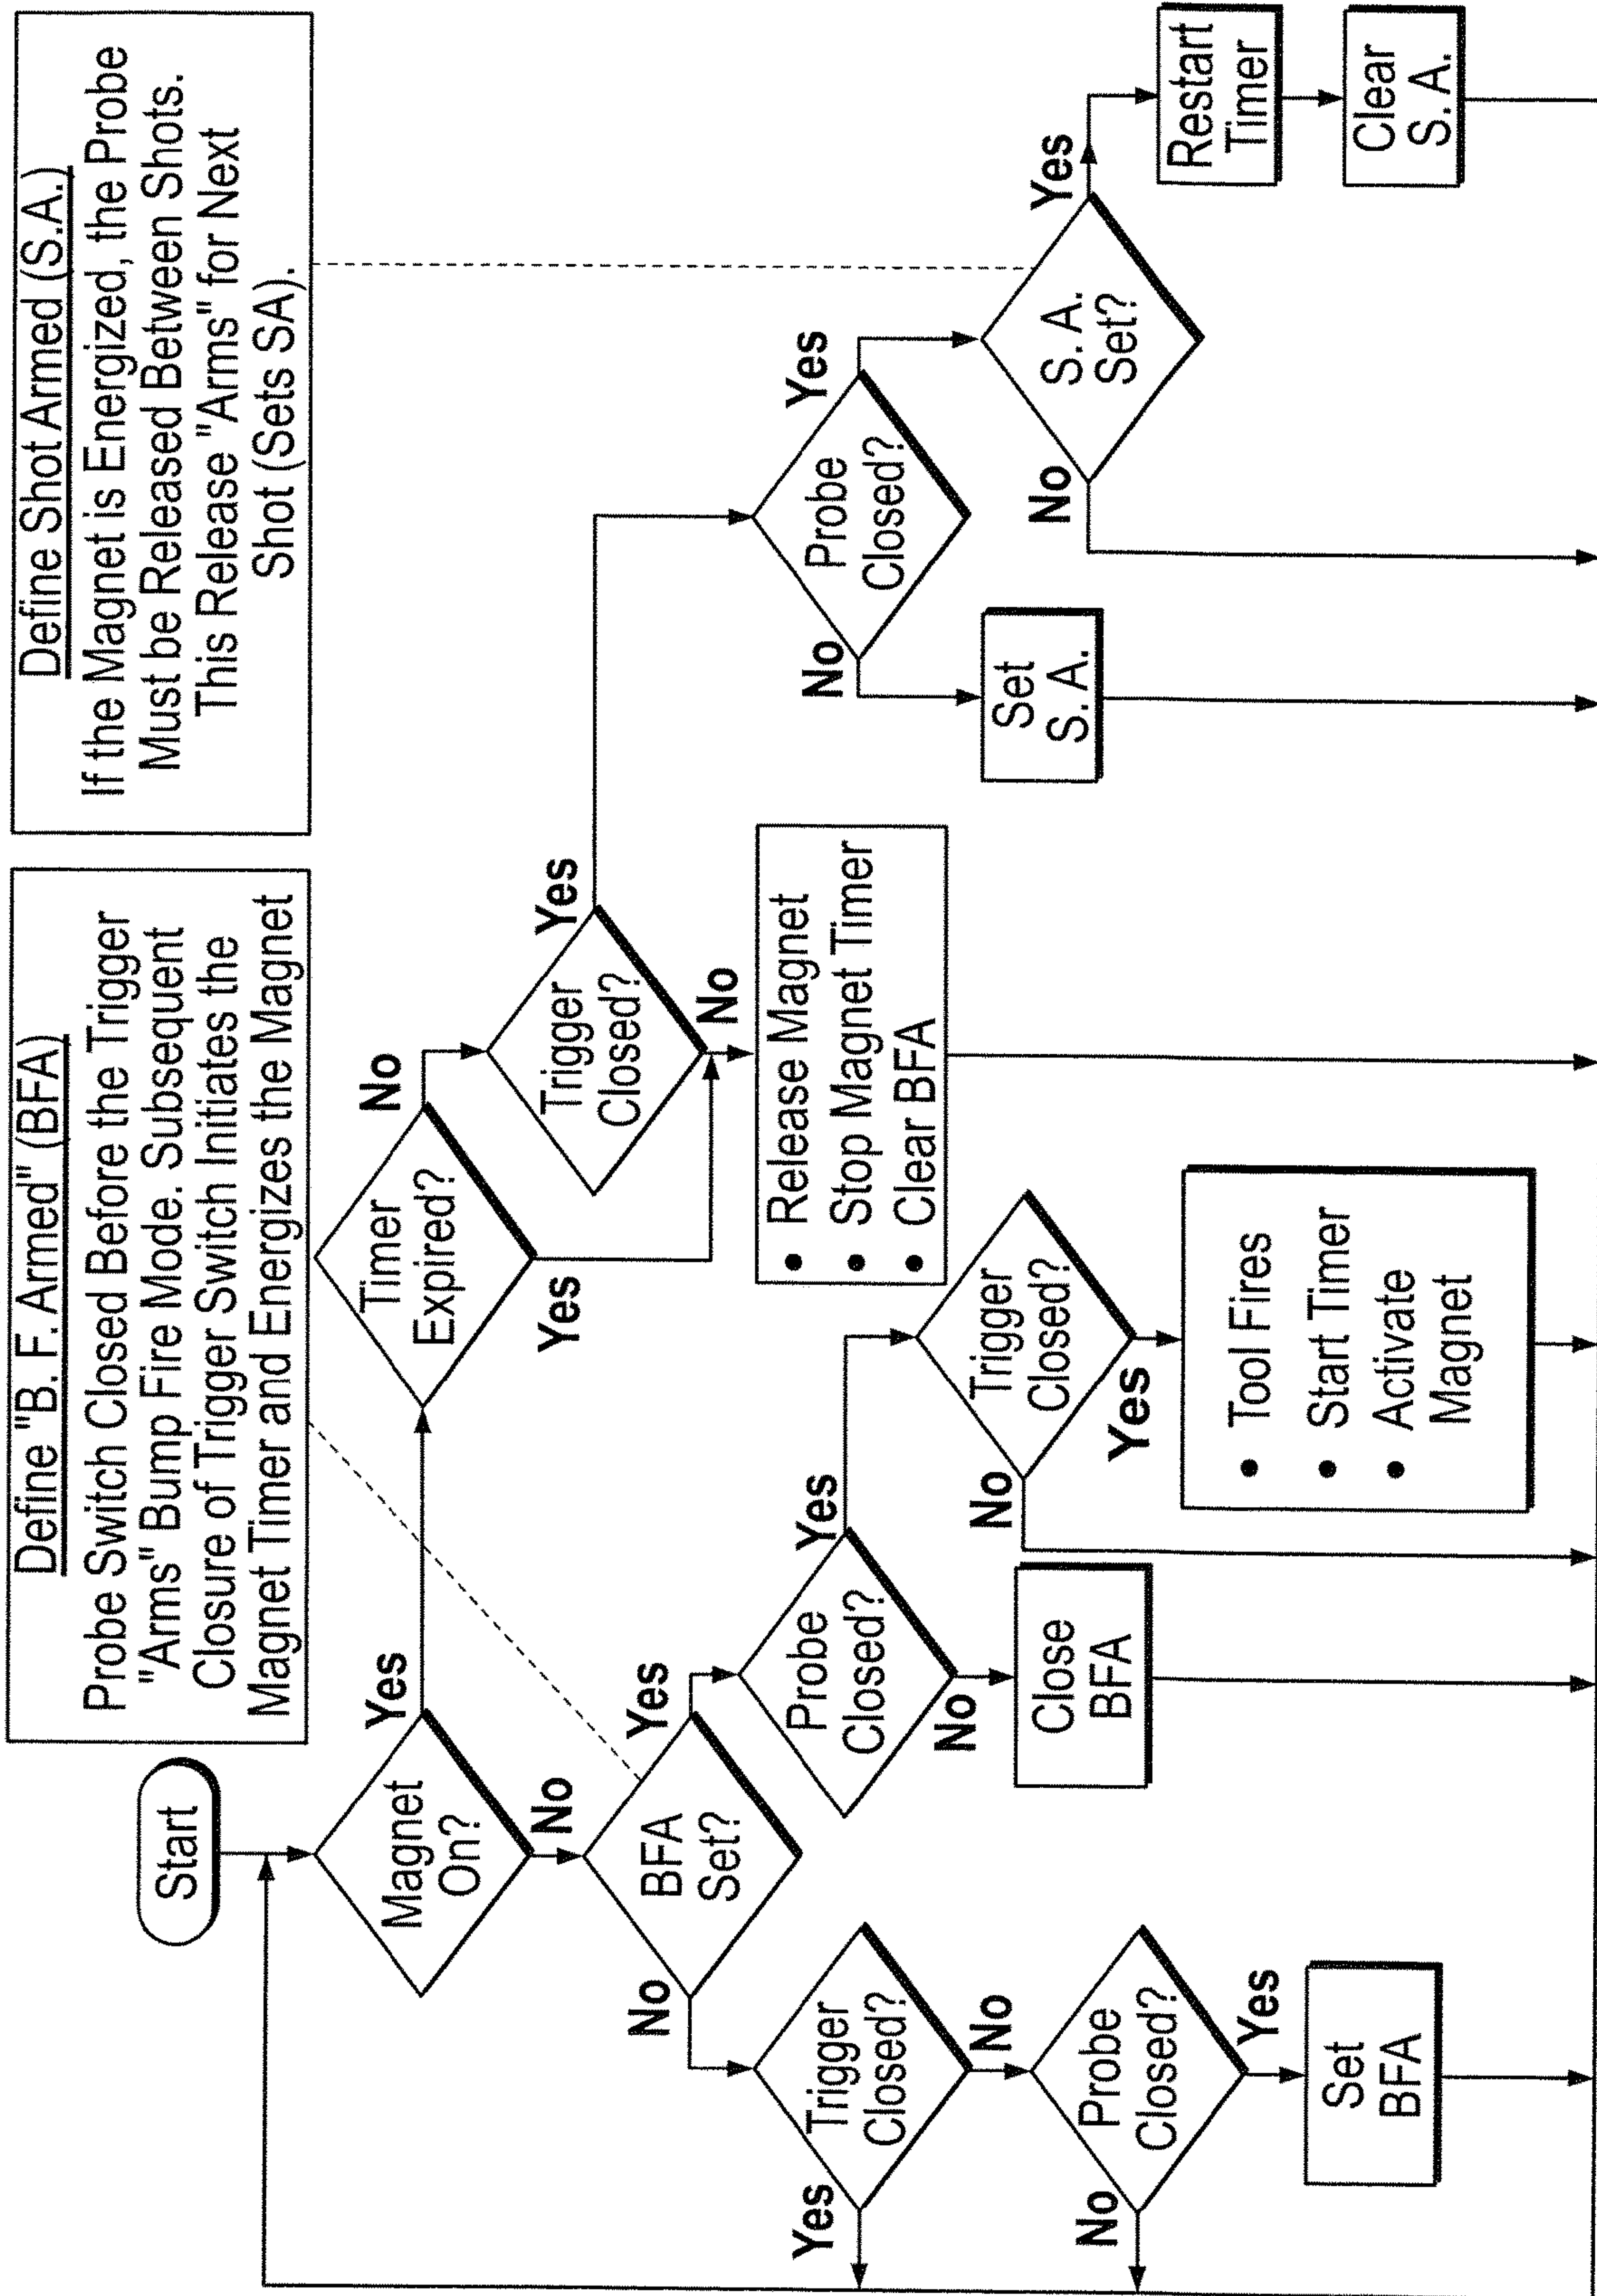 Define "B. F. Armed" (BFA)
Probe Switch Closed Before the Trigger
"Arms" Bump Fire Mode. Subsequent
Closure of Trigger Switch Initiates the
Magnet Timer and Energizes the Magnet
Define Shot Armed (S.A.)
If the Magnet is Energized, the Probe
Must be Released Between Shots.
This Release "Arms" for Next
Shot (Sets SA).
Start
Magnet
On?
Yes
No
Timer
Expired?
No
Yes
Trigger
Closed?
Yes
No
BFA
Set?
Yes
No
Probe
Closed?
Yes
No
Trigger
Closed?
No
Yes
Probe
Closed?
Yes
No
• Release Magnet
• Stop Magnet Timer
• Clear BFA
Trigger
Closed?
No
Yes
Set
S. A.
S. A.
Set?
Yes
No
Probe
Closed?
No
Yes
Close
BFA
• Tool Fires
• Start Timer
• Activate
Magnet
Restart
Timer
Set
BFA
Clear
S. A.